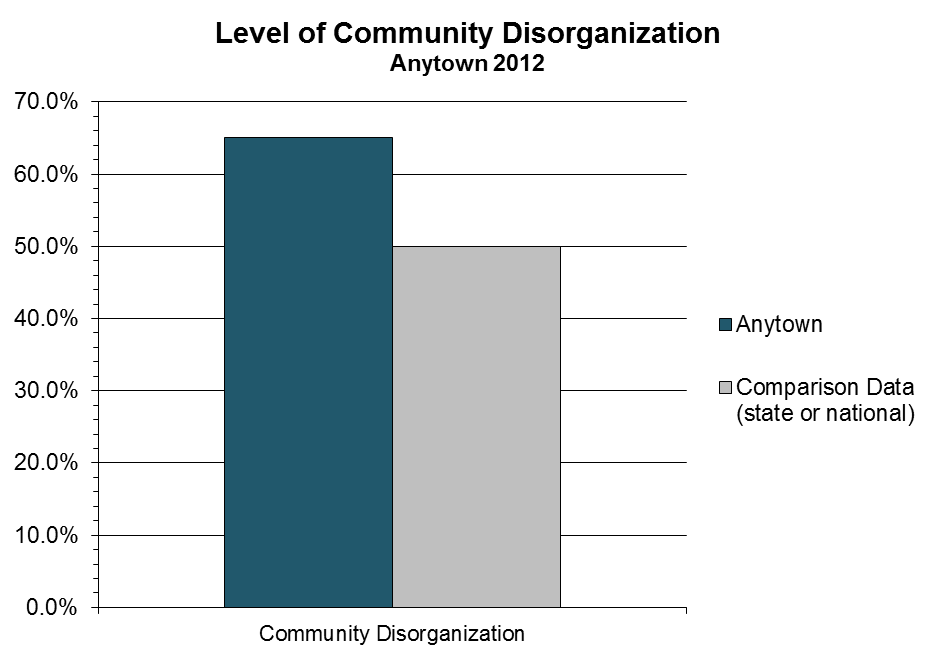 Level of Community Disorganization
Anytown 2012
70.0%
60.0%
50.0%
40.0%
30.0%
20.0%
10.0%
0.0%
Community Disorganization
Anytown
Comparison Data
(state or national)